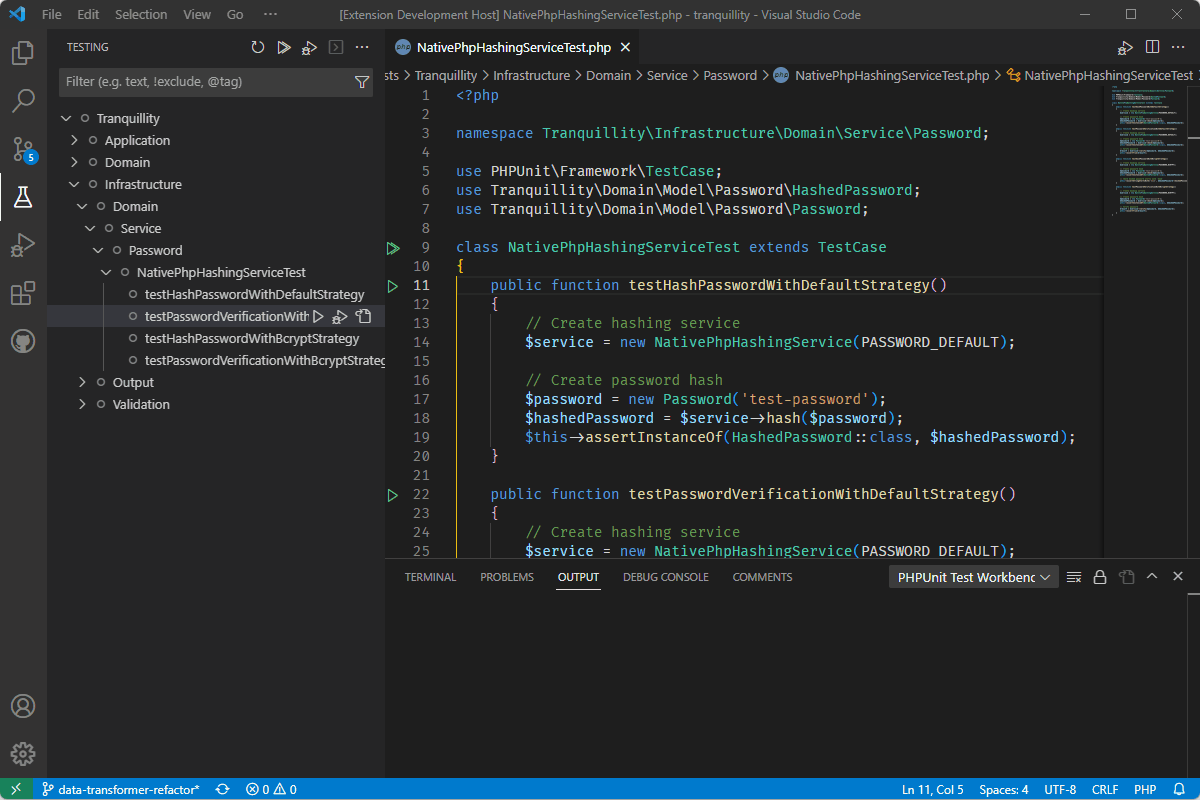 File Edit Selection View Go ··· [Extension Development Host] NativePhpHashingServiceTest.php - tranquillity - Visual Studio Code
TESTING
Filter (e.g. text, !exclude, @tag)
Tranquillity
Application
Domain
Infrastructure
Domain
Service
Password
NativePhpHashingServiceTest
testHashPasswordWithDefaultStrategy
testPasswordVerificationWith
testHashPasswordWithBcryptStrategy
testPasswordVerificationWithBcryptStrateg
Output
Validation
5
php NativePhpHashingServiceTest.php
sts > Tranquillity > Infrastructure > Domain > Service > Password > php NativePhpHashingServiceTest.php > NativePhpHashingServiceTest
1 <?php
2
3 namespace Tranquillity\Infrastructure\Domain\Service\Password;
4
5 use PHPUnit\Framework\TestCase;
6 use Tranquillity\Domain\Model\Password\HashedPassword;
7 use Tranquillity\Domain\Model\Password\Password;
8
9 class NativePhpHashingServiceTest extends TestCase
10 {
11 public function testHashPasswordWithDefaultStrategy()
12 {
13 // Create hashing service
14 $service = new NativePhpHashingService(PASSWORD_DEFAULT);
15
16 // Create password hash
17 $password = new Password('test-password');
18 $hashedPassword = $service->hash($password);
19 $this->assertInstanceOf(HashedPassword::class, $hashedPassword);
20 }
21
22 public function testPasswordVerificationWithDefaultStrategy()
23 {
24 // Create hashing service
25 $service = new NativePhpHashingService(PASSWORD_DEFAULT);
TERMINAL PROBLEMS OUTPUT DEBUG CONSOLE COMMENTS PHPUnit Test Workbenc
data-transformer-refactor* 0 0 Ln 11, Col 5 Spaces: 4 UTF-8 CRLF PHP